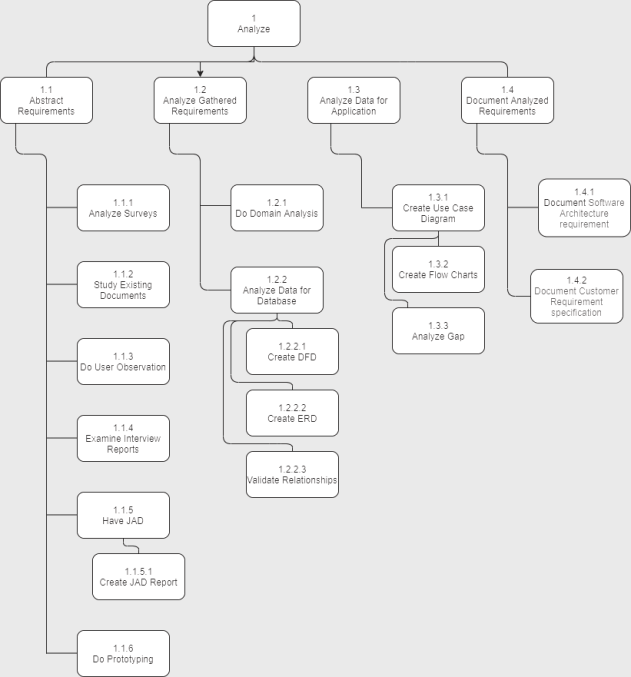 1
Analyze
1.1
Abstract
Requirements
1.2
Analyze Gathered
Requirements
1.3
Analyze Data for
Application
1.4
Document Analyzed
Requirements
1.1.1
Analyze Surveys
1.1.2
Study Existing
Documents
1.1.3
Do User Observation
1.1.4
Examine Interview
Reports
1.1.5
Have JAD
1.1.5.1
Create JAD Report
1.1.6
Do Prototyping
1.2.1
Do Domain Analysis
1.2.2
Analyze Data for
Database
1.2.2.1
Create DFD
1.2.2.2
Create ERD
1.2.2.3
Validate Relationships
1.3.1
Create Use Case
Diagram
1.3.2
Create Flow Charts
1.3.3
Analyze Gap
1.4.1
Document Software
Architecture
requirement
1.4.2
Document Customer
Requirement
specification